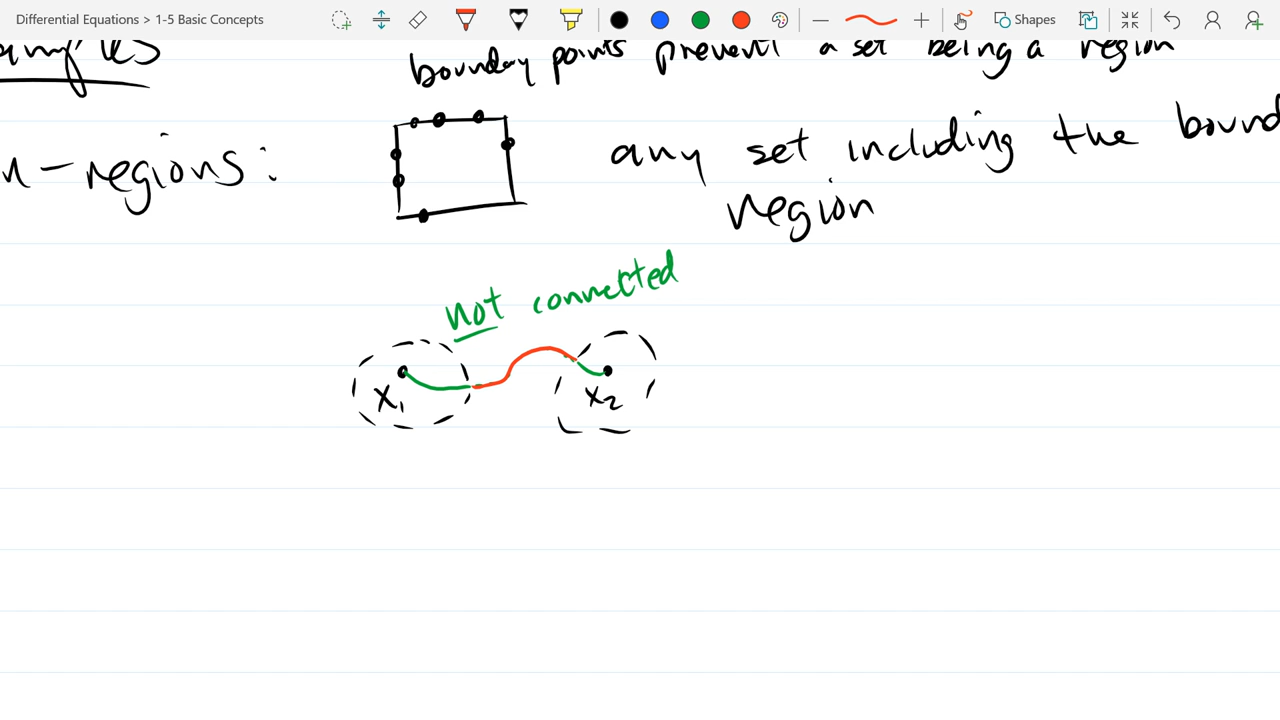 Differential Equations > 1-5 Basic Concepts
Shapes
boundary points prevent a set being a region
n-regions:
any set including the bound
region
not connected
x₁
x₂